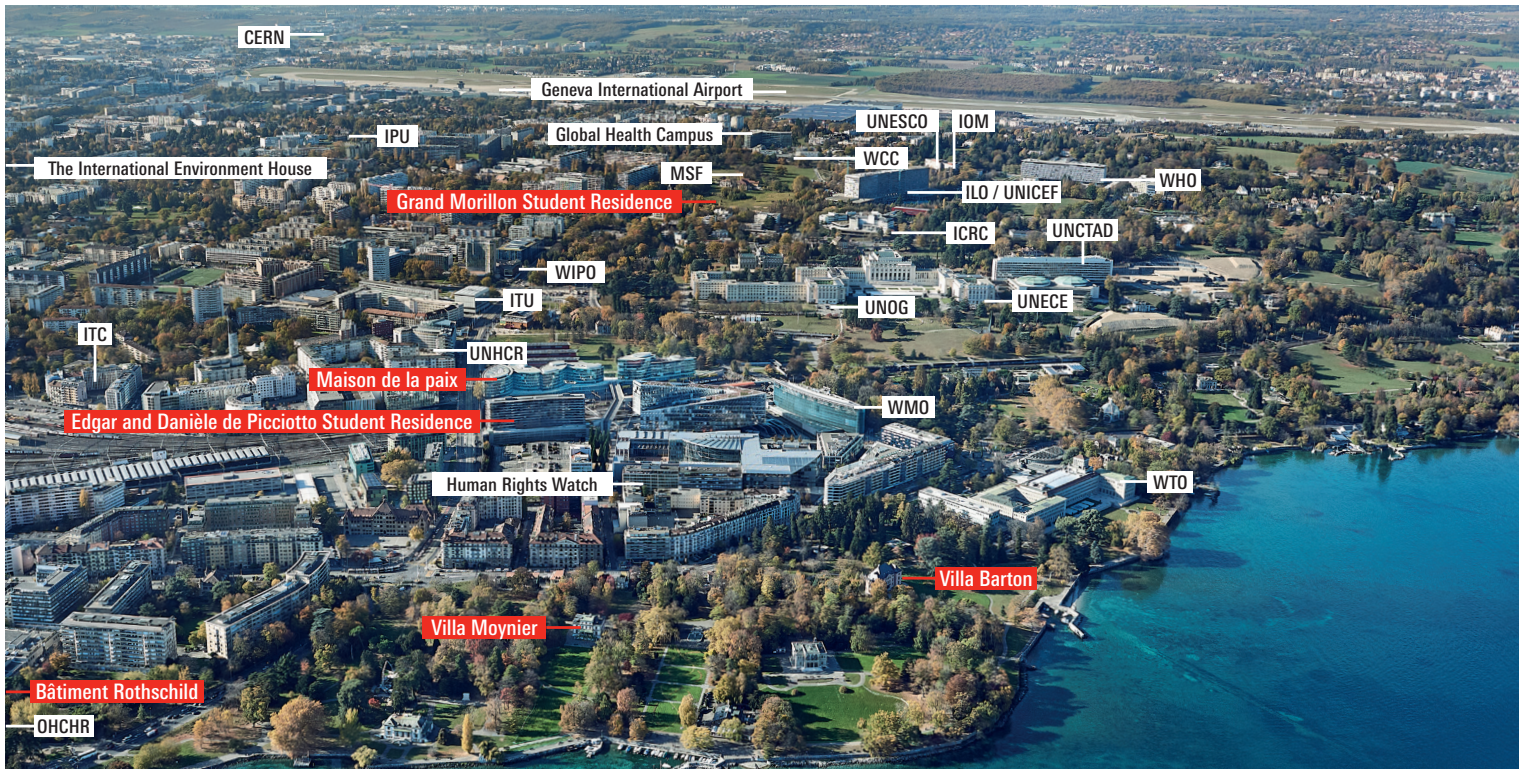 CERN
Geneva International Airport
IPU
Global Health Campus
UNESCO
IOM
WCC
The International Environment House
MSF
WHO
ILO / UNICEF
Grand Morillon Student Residence
ICRC
UNCTAD
WIPO
ITU
UNOG
UNECE
ITC
UNHCR
Maison de la paix
WMO
Edgar and Danièle de Picciotto Student Residence
Human Rights Watch
WTO
Villa Barton
Villa Moynier
Bâtiment Rothschild
OHCHR